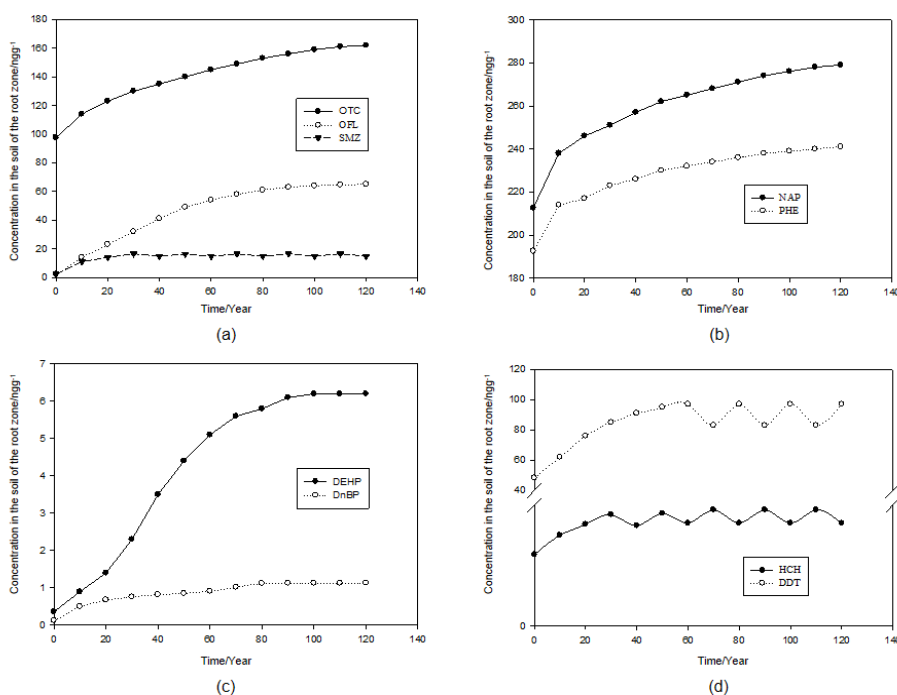 Concentration in the soil of the root zone/ngg-1
180
160
140
120
100
80
60
40
20
0
OTC
OFL
SMZ
0 20 40 60 80 100 120 140
Time/Year
(a)
Concentration in the soil of the root zone/ngg-1
300
280
260
240
220
200
180
NAP
PHE
0 20 40 60 80 100 120 140
Time/Year
(b)
Concentration in the soil of the root zone/ngg-1
7
6
5
4
3
2
1
0
DEHP
DnBP
0 20 40 60 80 100 120 140
Time/Year
(c)
Concentration in the soil of the root zone/ngg-1
120
100
80
60
40
0
HCH
DDT
0 20 40 60 80 100 120 140
Time/Year
(d)